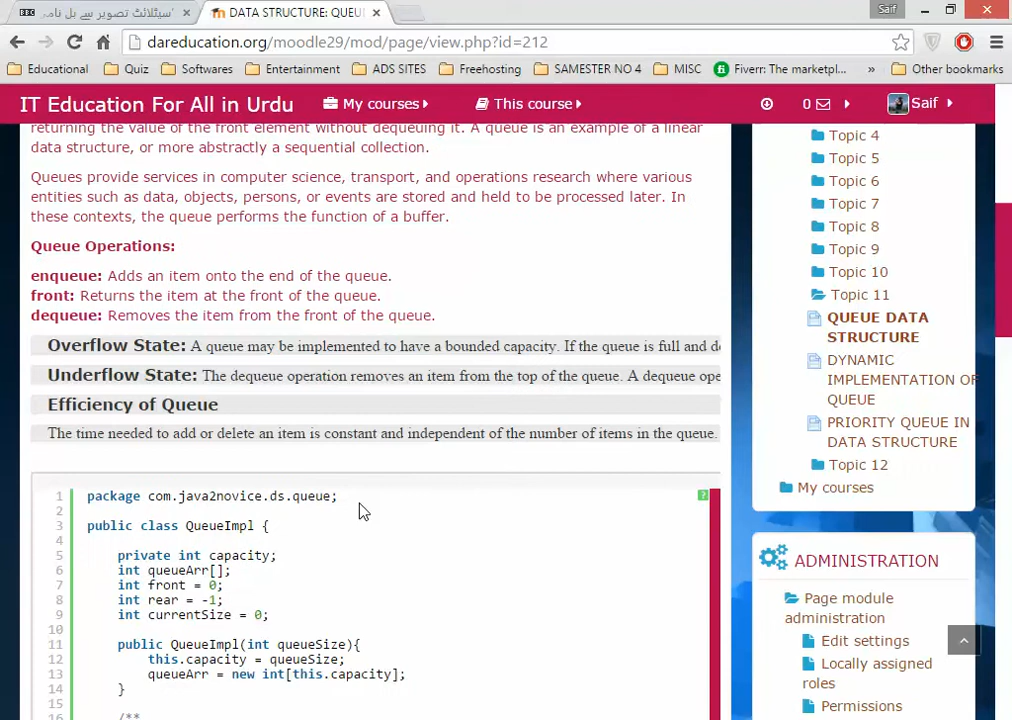 BBC سیٹلائٹ تصویر سے بل نامہ
DATA STRUCTURE: QUEU
Saif
dareducation.org/moodle29/mod/page/view.php?id=212
Educational Quiz Softwares Entertainment ADS SITES Freehosting SAMESTER NO 4 MISC Fiverr: The marketpl... » Other bookmarks
IT Education For All in Urdu My courses This course 0 Saif
returning the value of the front element without dequeuing it. A queue is an example of a linear
data structure, or more abstractly a sequential collection.
Queues provide services in computer science, transport, and operations research where various
entities such as data, objects, persons, or events are stored and held to be processed later. In
these contexts, the queue performs the function of a buffer.
Queue Operations:
enqueue: Adds an item onto the end of the queue.
front: Returns the item at the front of the queue.
dequeue: Removes the item from the front of the queue.
Overflow State: A queue may be implemented to have a bounded capacity. If the queue is full and d
Underflow State: The dequeue operation removes an item from the top of the queue. A dequeue ope
Efficiency of Queue
The time needed to add or delete an item is constant and independent of the number of items in the queue.
1 package com.java2novice.ds.queue;
2
3 public class QueueImpl {
4
5 private int capacity;
6 int queueArr[];
7 int front = 0;
8 int rear = -1;
9 int currentSize = 0;
10
11 public QueueImpl(int queueSize){
12 this.capacity = queueSize;
13 queueArr = new int[this.capacity];
14 }
15
16 /**
?
Topic 4
Topic 5
Topic 6
Topic 7
Topic 8
Topic 9
Topic 10
Topic 11
QUEUE DATA
STRUCTURE
DYNAMIC
IMPLEMENTATION OF
QUEUE
PRIORITY QUEUE IN
DATA STRUCTURE
Topic 12
My courses
ADMINISTRATION
Page module
administration
Edit settings
Locally assigned
roles
Permissions